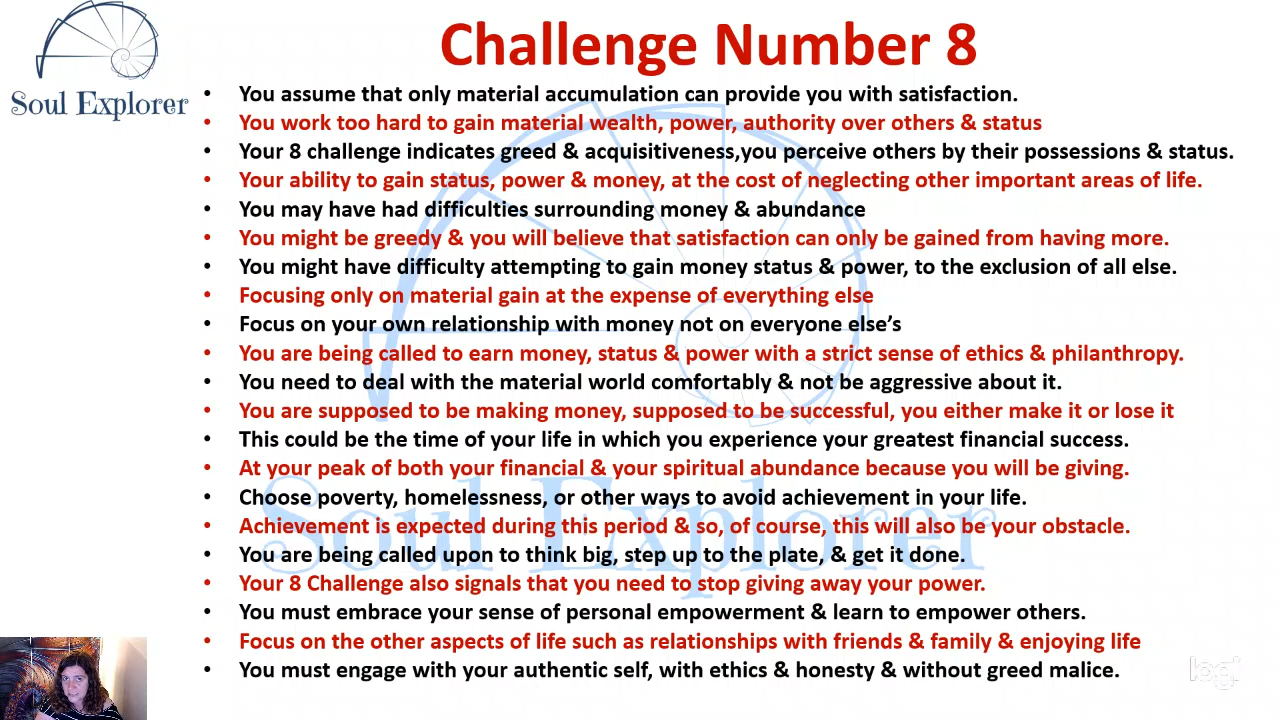 Challenge Number 8
Soul Explorer
• You assume that only material accumulation can provide you with satisfaction.
• You work too hard to gain material wealth, power, authority over others & status
• Your 8 challenge indicates greed & acquisitiveness,you perceive others by their possessions & status.
• Your ability to gain status, power & money, at the cost of neglecting other important areas of life.
• You may have had difficulties surrounding money & abundance
• You might be greedy & you will believe that satisfaction can only be gained from having more.
• You might have difficulty attempting to gain money status & power, to the exclusion of all else.
• Focusing only on material gain at the expense of everything else
• Focus on your own relationship with money not on everyone else's
• You are being called to earn money, status & power with a strict sense of ethics & philanthropy.
• You need to deal with the material world comfortably & not be aggressive about it.
• You are supposed to be making money, supposed to be successful, you either make it or lose it
• This could be the time of your life in which you experience your greatest financial success.
• At your peak of both your financial & your spiritual abundance because you will be giving.
• Choose poverty, homelessness, or other ways to avoid achievement in your life.
• Achievement is expected during this period & so, of course, this will also be your obstacle.
• You are being called upon to think big, step up to the plate, & get it done.
• Your 8 Challenge also signals that you need to stop giving away your power.
• You must embrace your sense of personal empowerment & learn to empower others.
• Focus on the other aspects of life such as relationships with friends & family & enjoying life
• You must engage with your authentic self, with ethics & honesty & without greed malice.
Soul Explorer
logi